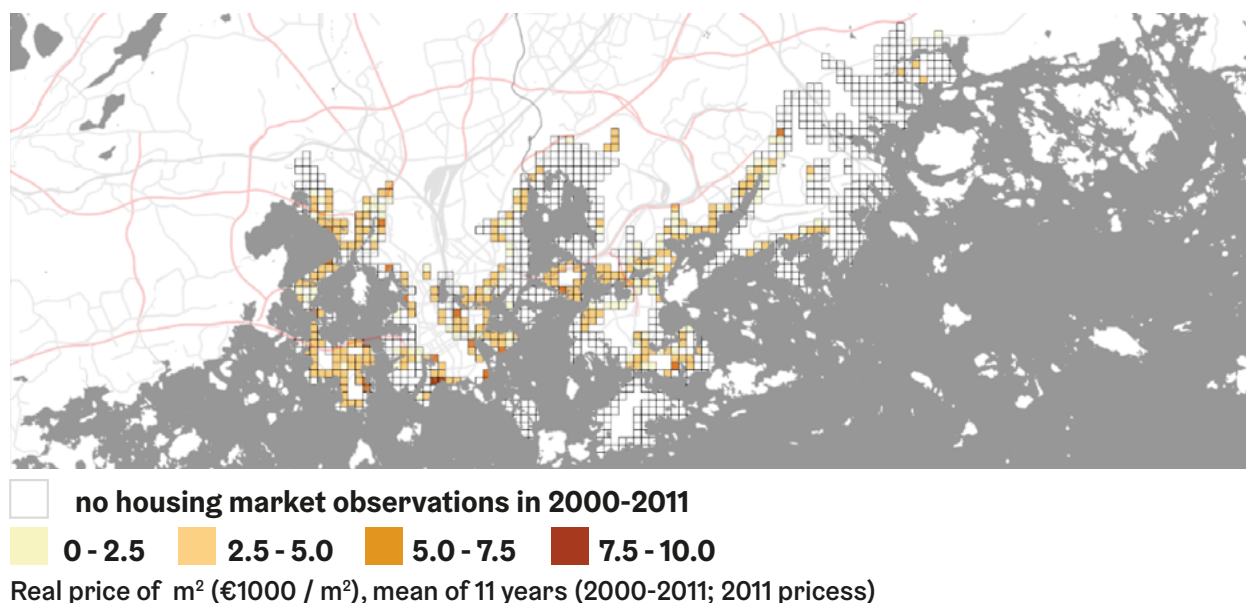 no housing market observations in 2000-2011
0 - 2.5 2.5 - 5.0 5.0 - 7.5 7.5 - 10.0
Real price of m² (€1000 / m²), mean of 11 years (2000-2011; 2011 pricess)